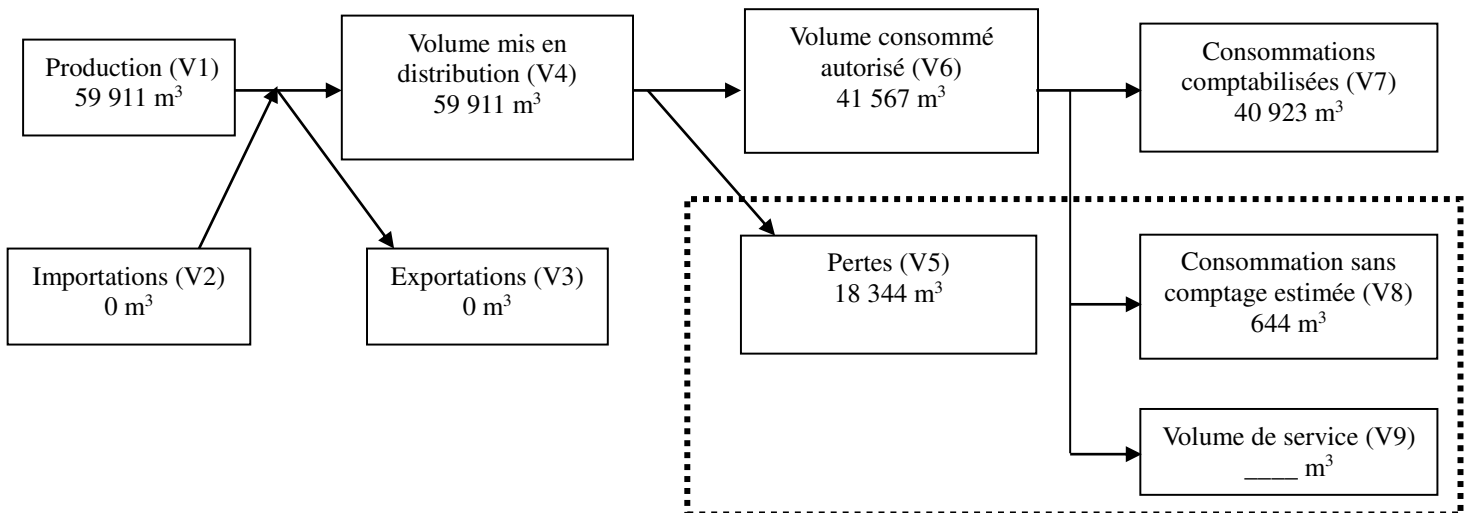 Production (V1)
59 911 m³
Volume mis en
distribution (V4)
59 911 m³
Volume consommé
autorisé (V6)
41 567 m³
Consommations
comptabilisées (V7)
40 923 m³
Importations (V2)
0 m³
Exportations (V3)
0 m³
Pertes (V5)
18 344 m³
Consommation sans
comptage estimée (V8)
644 m³
Volume de service (V9)
____ m³